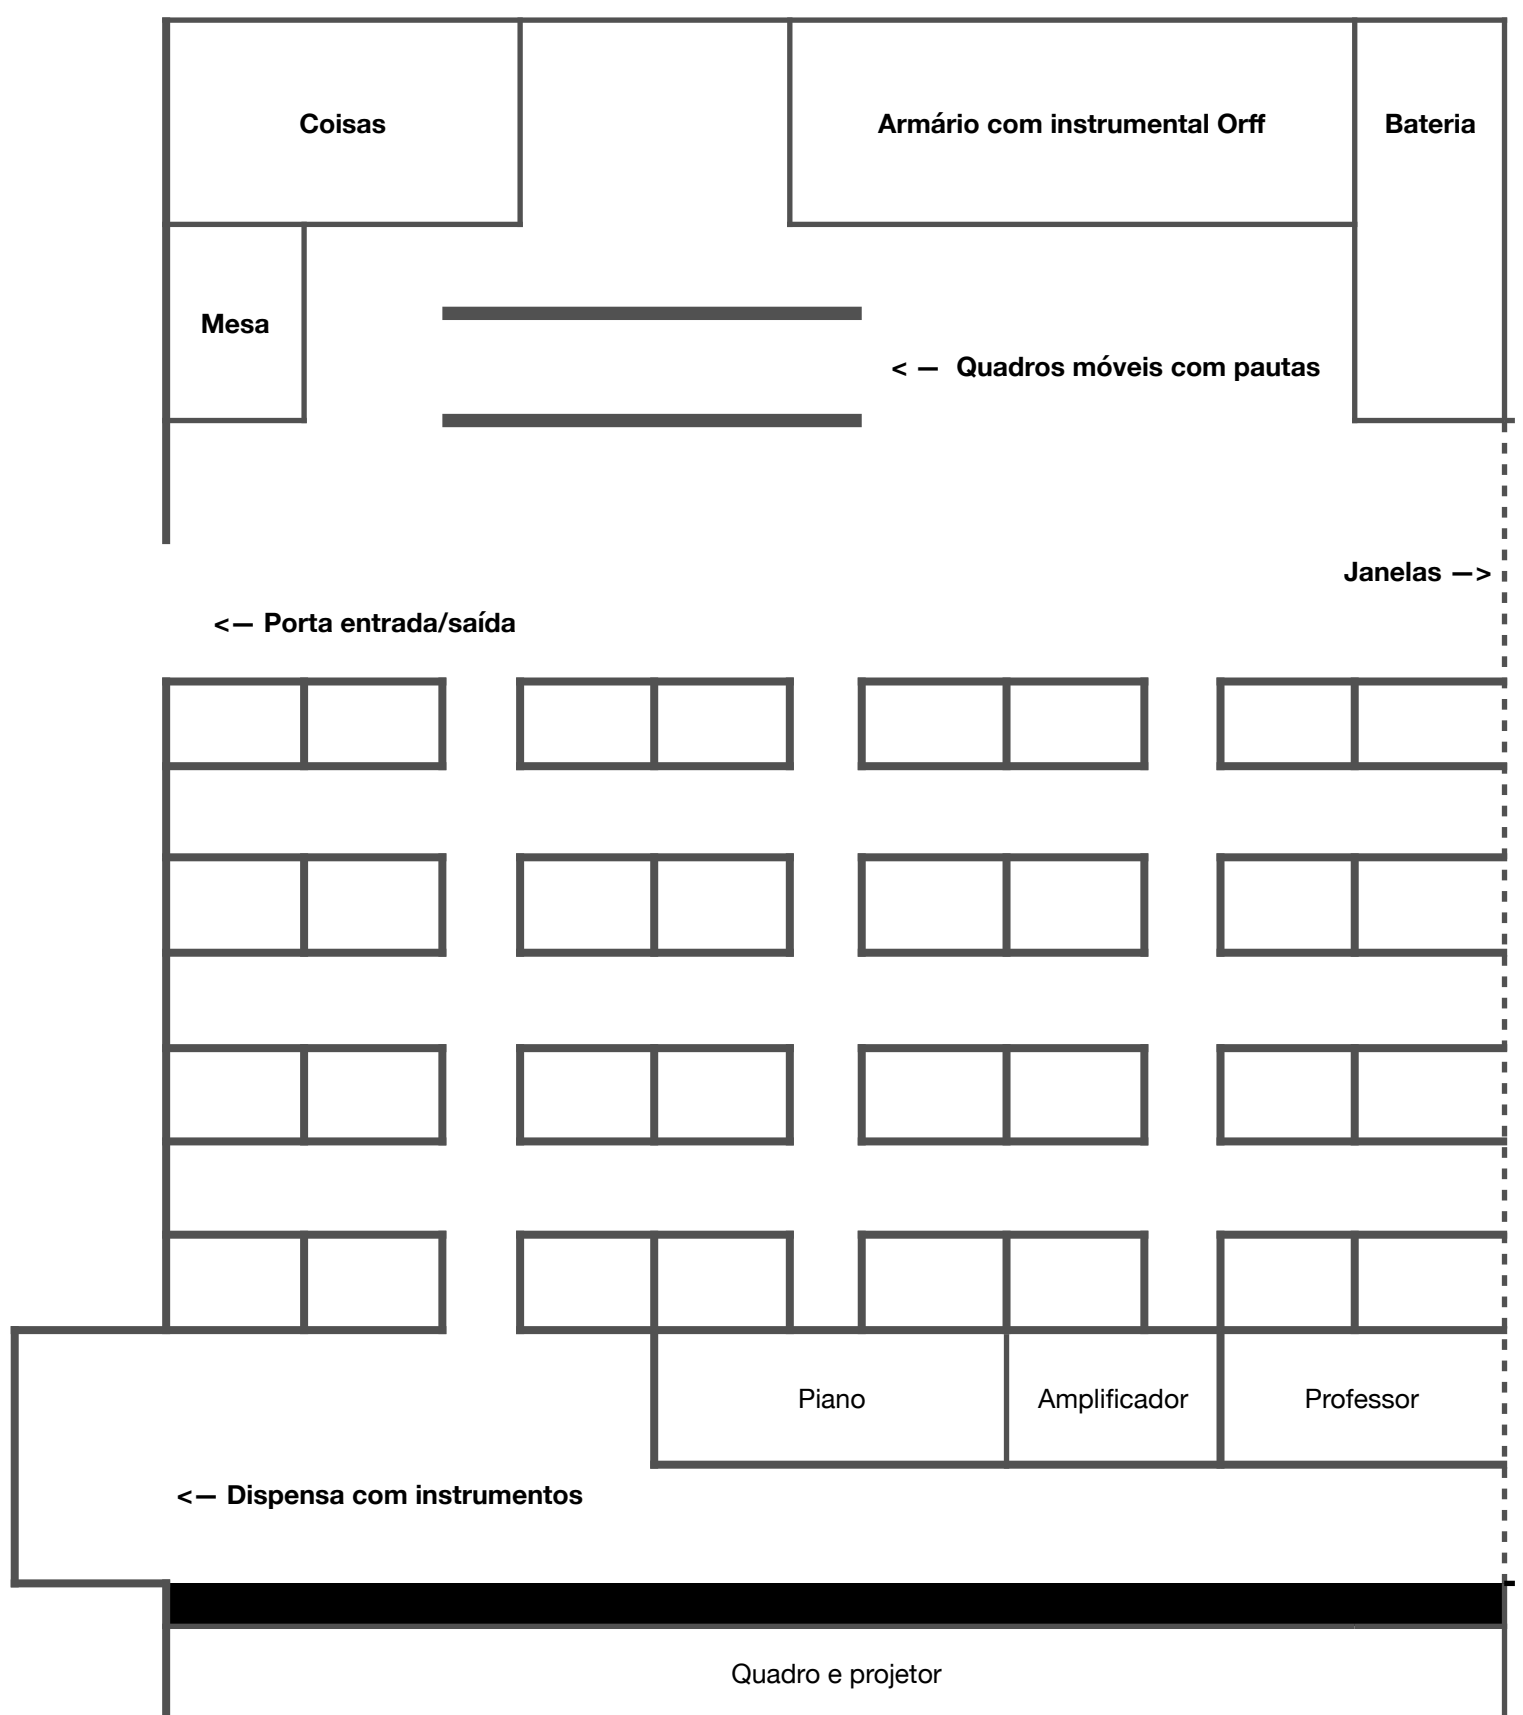 Coisas
Armário com instrumental Orff
Bateria
Mesa
< — Quadros móveis com pautas
Janelas —>
<— Porta entrada/saída
Piano
Amplificador
Professor
<— Dispensa com instrumentos
Quadro e projetor